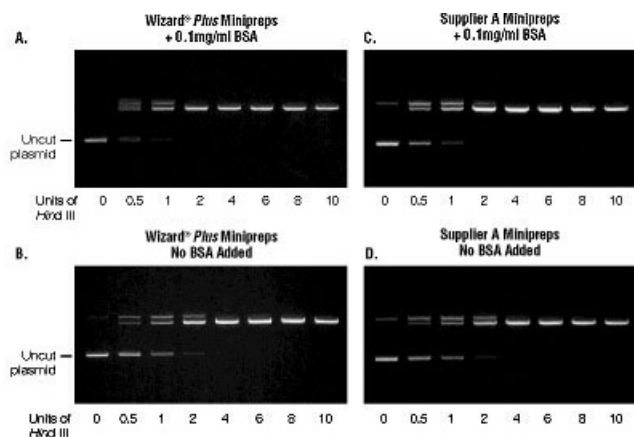 A.
Wizard® Plus Minipreps
+ 0.1mg/ml BSA
C.
Supplier A Minipreps
+ 0.1mg/ml BSA
Uncut
plasmid
Units of
Hind III
0 0.5 1 2 4 6 8 10
0 0.5 1 2 4 6 8 10
B.
Wizard® Plus Minipreps
No BSA Added
D.
Supplier A Minipreps
No BSA Added
Uncut
plasmid
Units of
Hind III
0 0.5 1 2 4 6 8 10
0 0.5 1 2 4 6 8 10